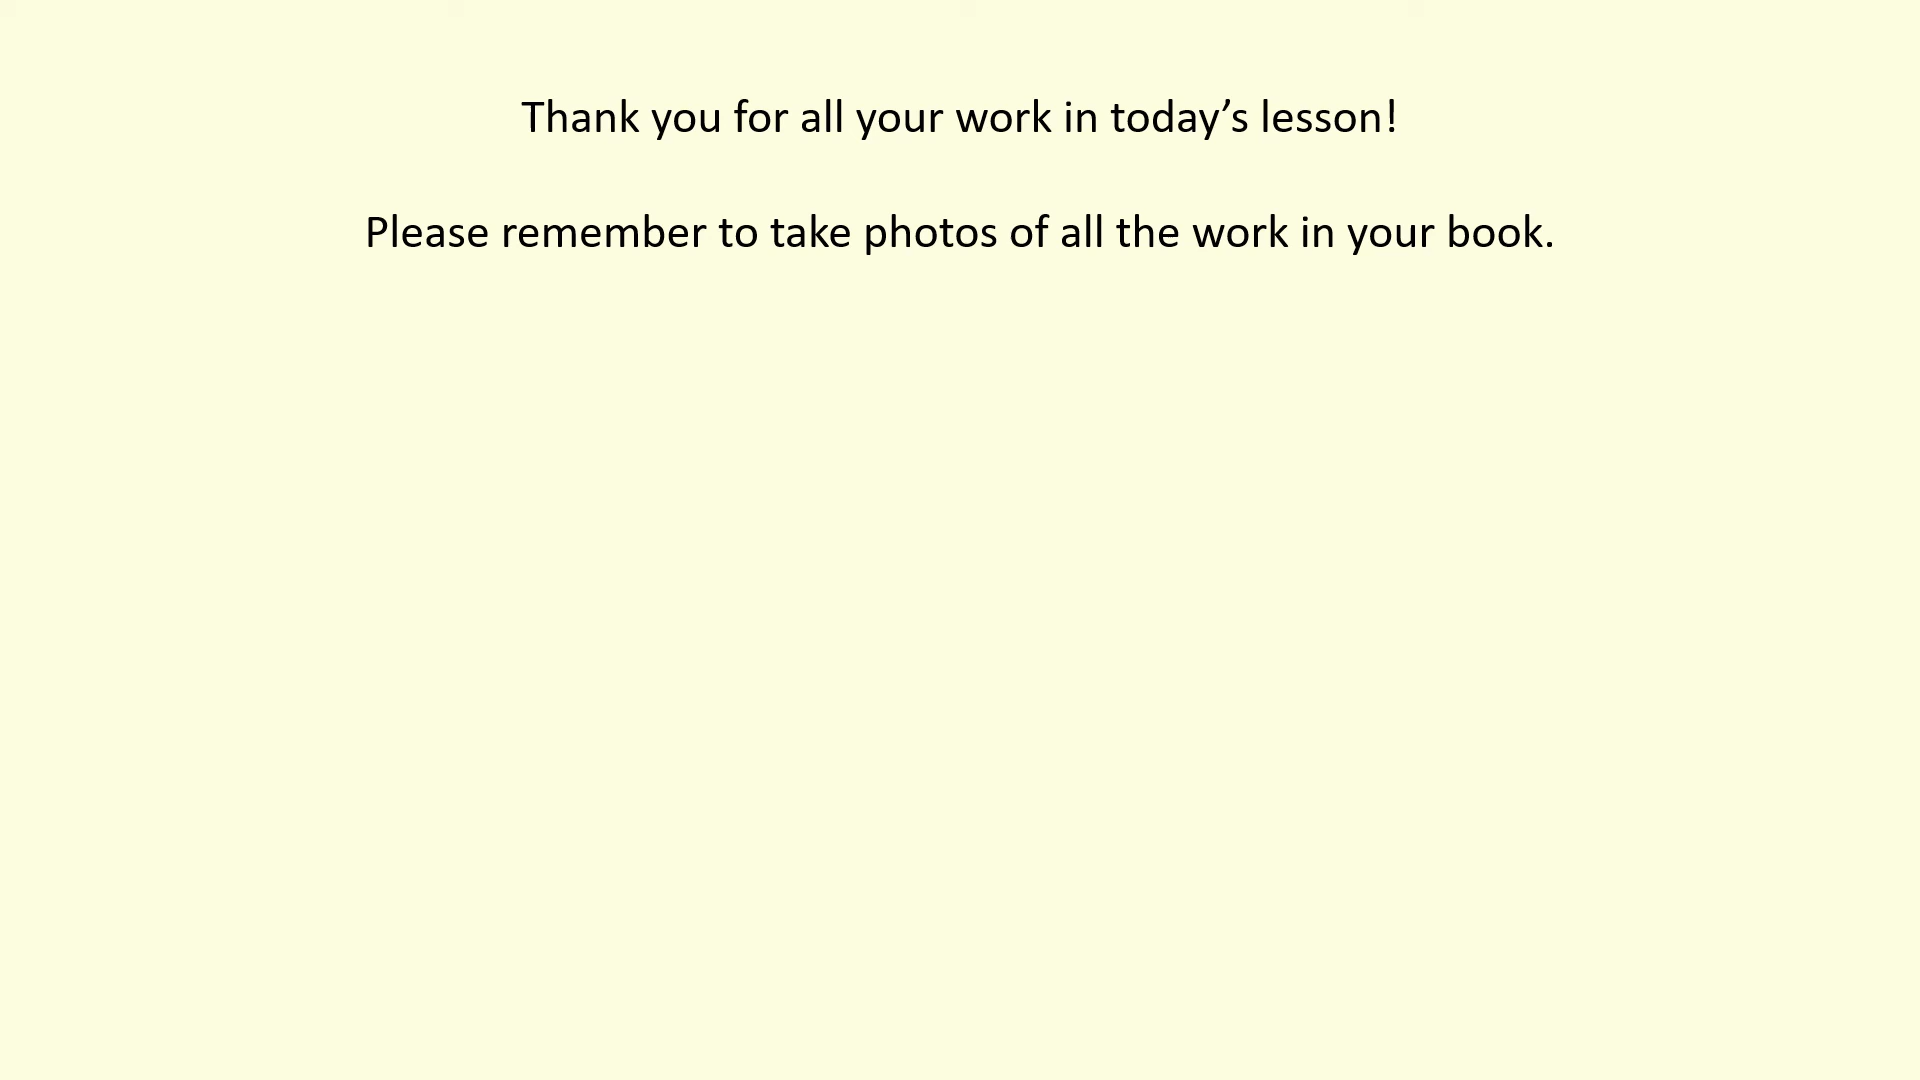 Thank you for all your work in today’s lesson!
Please remember to take photos of all the work in your book.